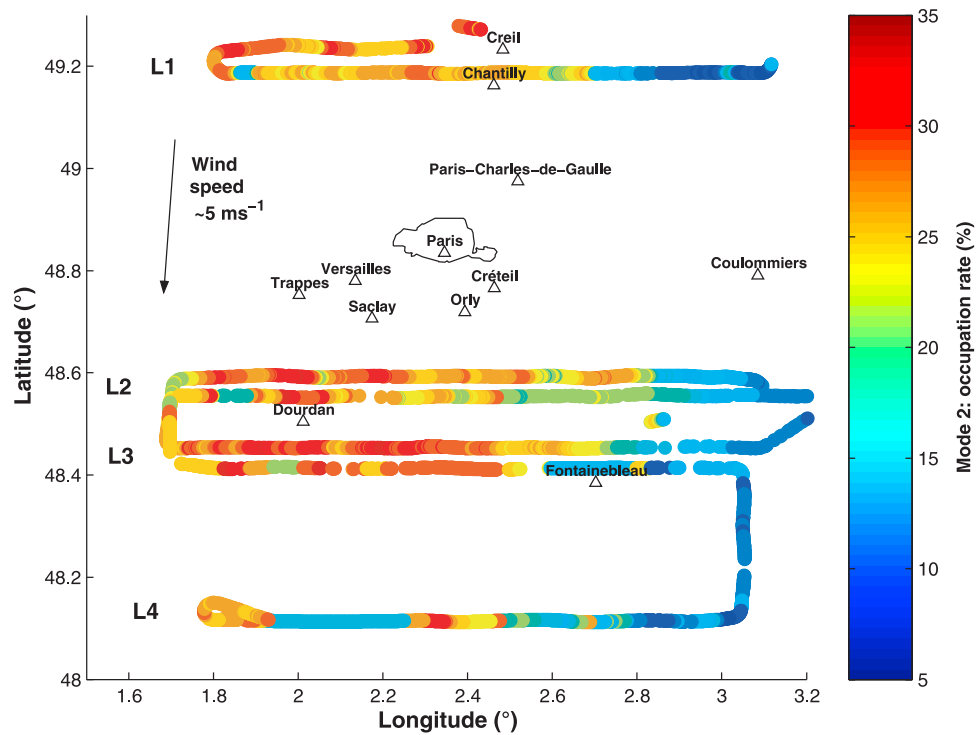 Creil
L1
Chantilly
Wind
speed
~5 ms⁻¹
Paris−Charles−de−Gaulle
Paris
Versailles
Trappes
Saclay
Créteil
Orly
Coulommiers
L2
Dourdan
L3
Fontainebleau
L4
49.2
49
48.8
48.6
48.4
48.2
48
Latitude (°)
1.6 1.8 2 2.2 2.4 2.6 2.8 3 3.2
Longitude (°)
35
30
25
20
15
10
5
Mode 2: occupation rate (%)